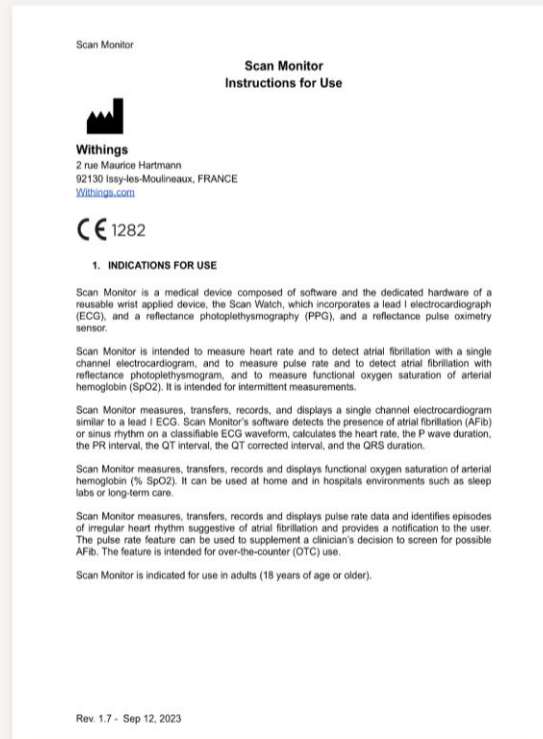 Scan Monitor
Scan Monitor
Instructions for Use
Withings
2 rue Maurice Hartmann
92130 Issy-les-Moulineaux, FRANCE
Withings.com
CE 1282
1. INDICATIONS FOR USE
Scan Monitor is a medical device composed of software and the dedicated hardware of a
reusable wrist applied device, the Scan Watch, which incorporates a lead I electrocardiograph
(ECG), and a reflectance photoplethysmography (PPG), and a reflectance pulse oximetry
sensor.
Scan Monitor is intended to measure heart rate and to detect atrial fibrillation with a single
channel electrocardiogram, and to measure pulse rate and to detect atrial fibrillation with
reflectance photoplethysmogram, and to measure functional oxygen saturation of arterial
hemoglobin (SpO2). It is intended for intermittent measurements.
Scan Monitor measures, transfers, records, and displays a single channel electrocardiogram
similar to a lead I ECG. Scan Monitor's software detects the presence of atrial fibrillation (AFib)
or sinus rhythm on a classifiable ECG waveform, calculates the heart rate, the P wave duration,
the PR interval, the QT interval, the QT corrected interval, and the QRS duration.
Scan Monitor measures, transfers, records and displays functional oxygen saturation of arterial
hemoglobin (% SpO2). It can be used at home and in hospitals environments such as sleep
labs or long-term care.
Scan Monitor measures, transfers, records and displays pulse rate data and identifies episodes
of irregular heart rhythm suggestive of atrial fibrillation and provides a notification to the user.
The pulse rate feature can be used to supplement a clinician's decision to screen for possible
AFib. The feature is intended for over-the-counter (OTC) use.
Scan Monitor is indicated for use in adults (18 years of age or older).
Rev. 1.7 - Sep 12, 2023